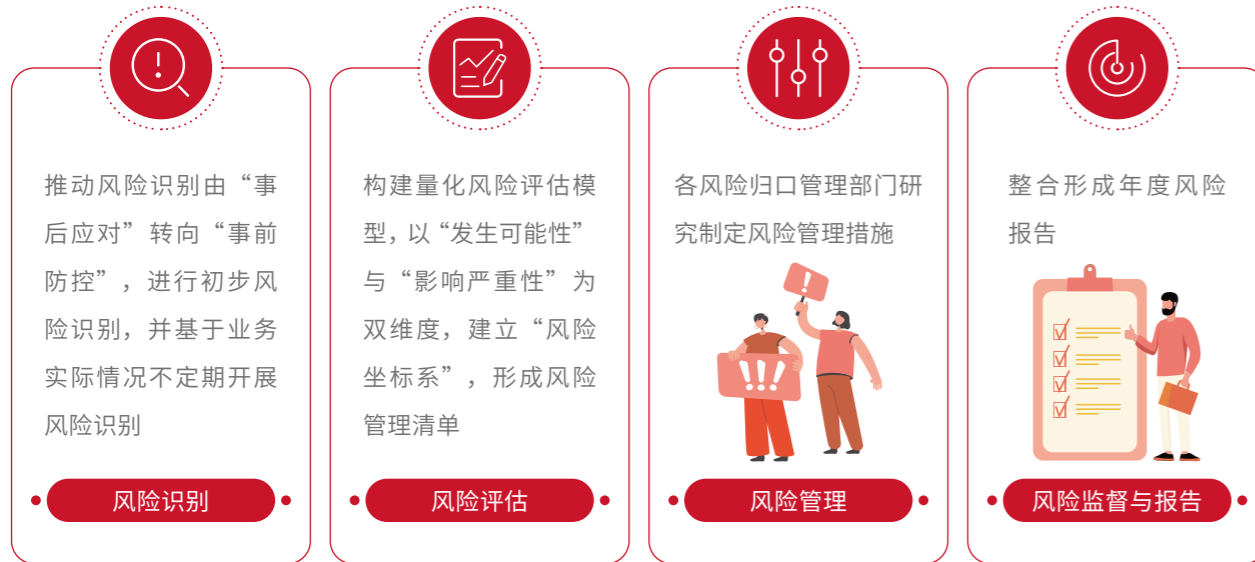 推动风险识别由“事
后应对”转向“事前
防控”，进行初步风
险识别，并基于业务
实际情况不定期开展
风险识别
风险识别
构建量化风险评估模
型，以“发生可能性”
与“影响严重性”为
双维度，建立“风险
坐标系”，形成风险
管理清单
风险评估
各风险归口管理部门研
究制定风险管理措施
风险管理
整合形成年度风险
报告
风险监督与报告